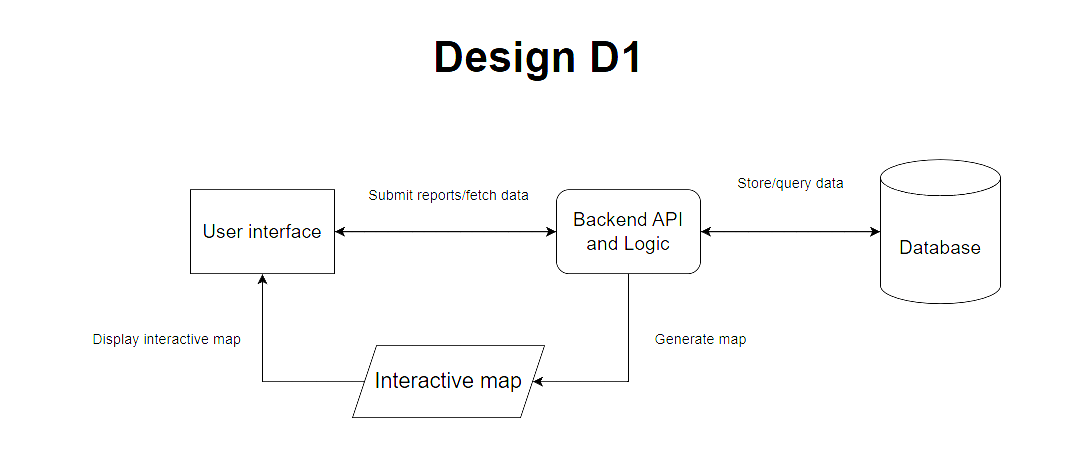 Design D1
Submit reports/fetch data
Store/query data
User interface
Backend API
and Logic
Database
Display interactive map
Generate map
Interactive map